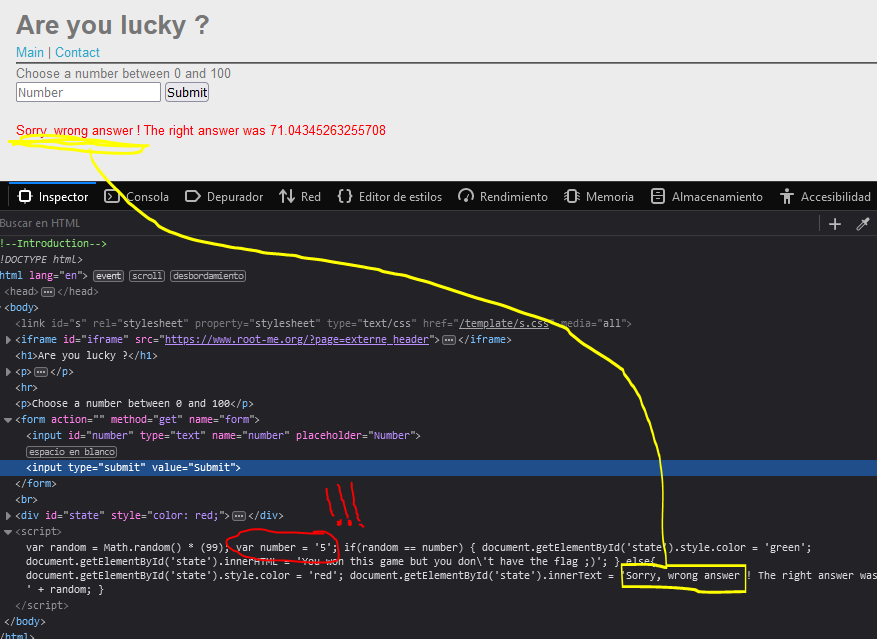 Are you lucky ?
Main | Contact
Choose a number between 0 and 100
Number Submit
Sorry, wrong answer ! The right answer was 71.04345263255708
Inspector Consola Depurador Red Editor de estilos Rendimiento Memoria Almacenamiento Accesibilidad
Buscar en HTML
!--Introduction-->
!DOCTYPE html>
html lang="en"> event scroll desbordamiento
<head> ••• </head>
<body>
<link id="s" rel="stylesheet" property="stylesheet" type="text/css" href="/template/s.css" media="all">
<iframe id="iframe" src="https://www.root-me.org/?page=externe_header"> ••• </iframe>
<h1>Are you lucky ?</h1>
<p> ••• </p>
<hr>
<p>Choose a number between 0 and 100</p>
<form action="" method="get" name="form">
<input id="number" type="text" name="number" placeholder="Number">
espacio en blanco
<input type="submit" value="Submit">
</form>
<br>
<div id="state" style="color: red;"> ••• </div>
!!!
<script>
var random = Math.random() * (99); var number = '5'; if(random == number) { document.getElementById('state').style.color = 'green';
document.getElementById('state').innerHTML = 'You won this game but you don\'t have the flag ;)'; } else{
document.getElementById('state').style.color = 'red'; document.getElementById('state').innerText = 'Sorry, wrong answer ! The right answer was
' + random; }
</script>
</body>
/html>